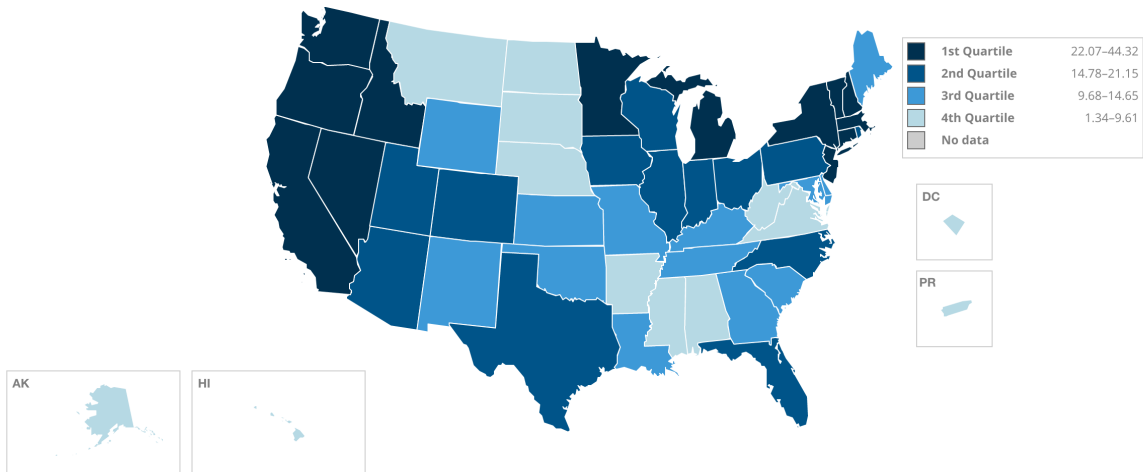 1st Quartile 22.07–44.32
2nd Quartile 14.78–21.15
3rd Quartile 9.68–14.65
4th Quartile 1.34–9.61
No data
DC
PR
AK
HI